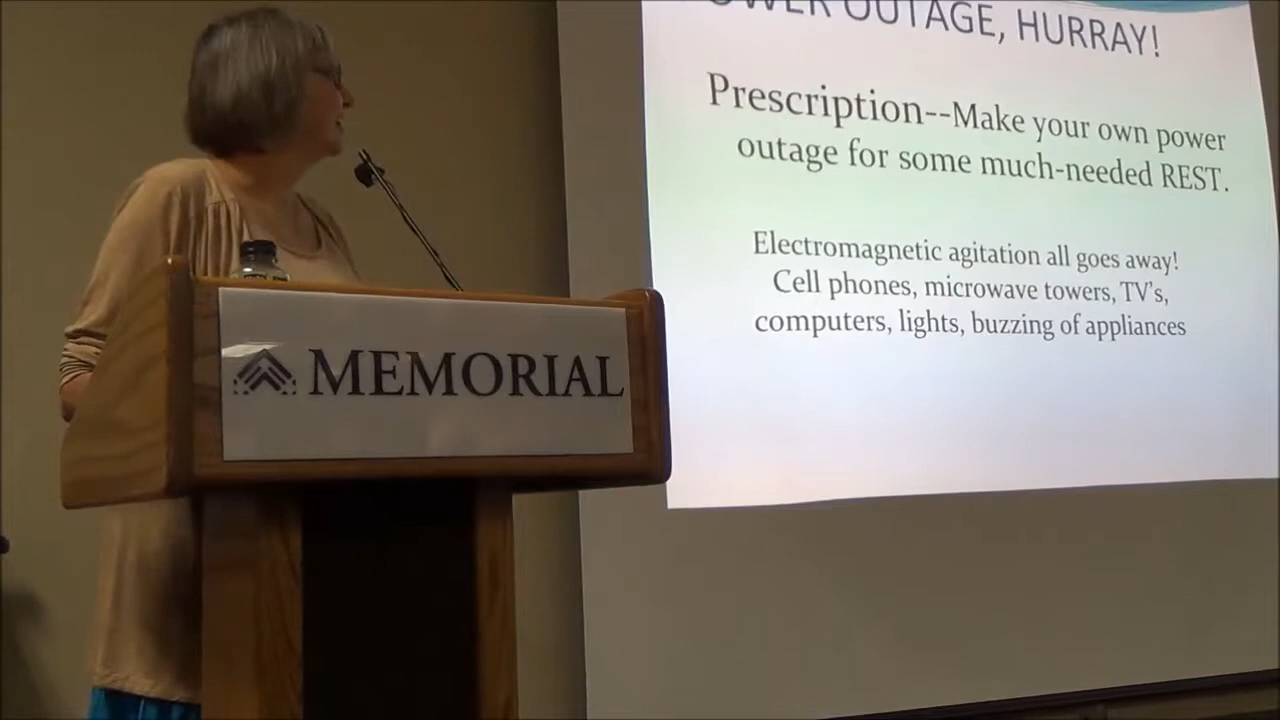 OUTAGE, HURRAY!
Prescription--Make your own power
outage for some much-needed REST.
Electromagnetic agitation all goes away!
Cell phones, microwave towers, TV's,
computers, lights, buzzing of appliances
MEMORIAL